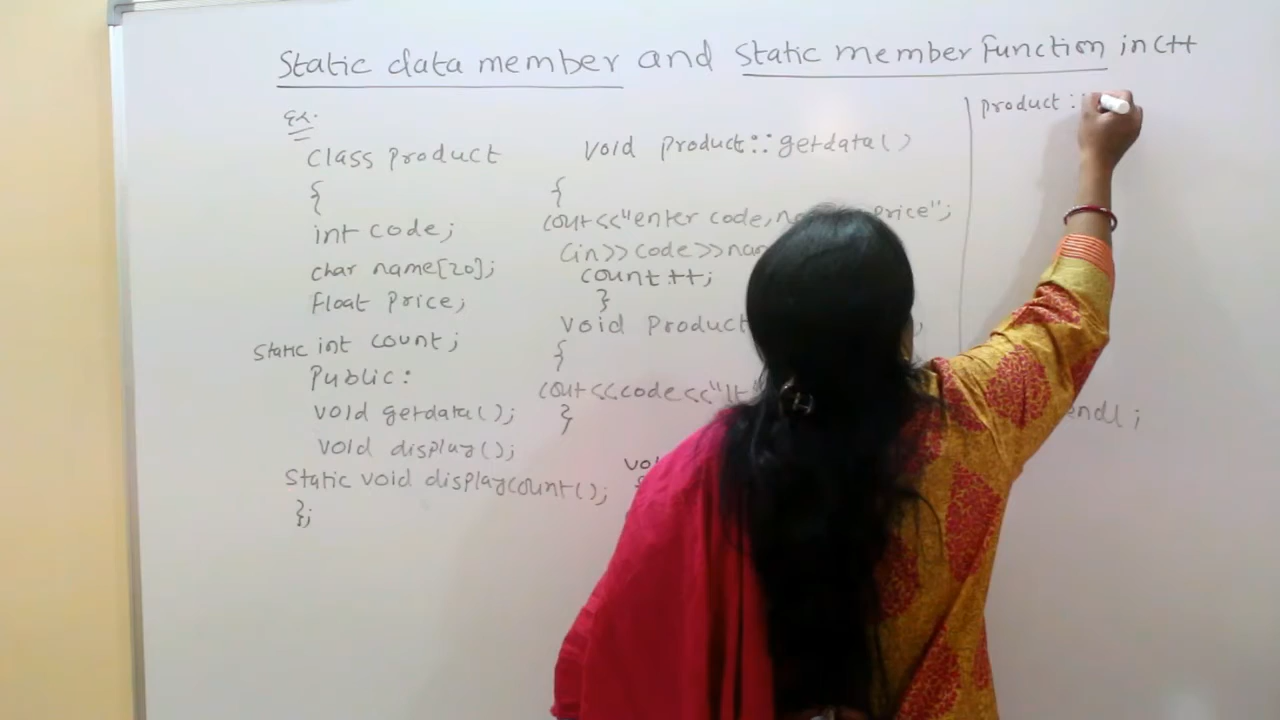 Static data member and Static member function in C++
Ex.
class product
{
int code;
char name[20];
float price;
static int count;
Public:
void getdata();
void display();
Static void displaycount();
};
void product::getdata()
{
cout<<"enter code, price";
cin>>code>>
count++;
}
void Product
{
cout<<code<<"\t"
endl;
}
product::